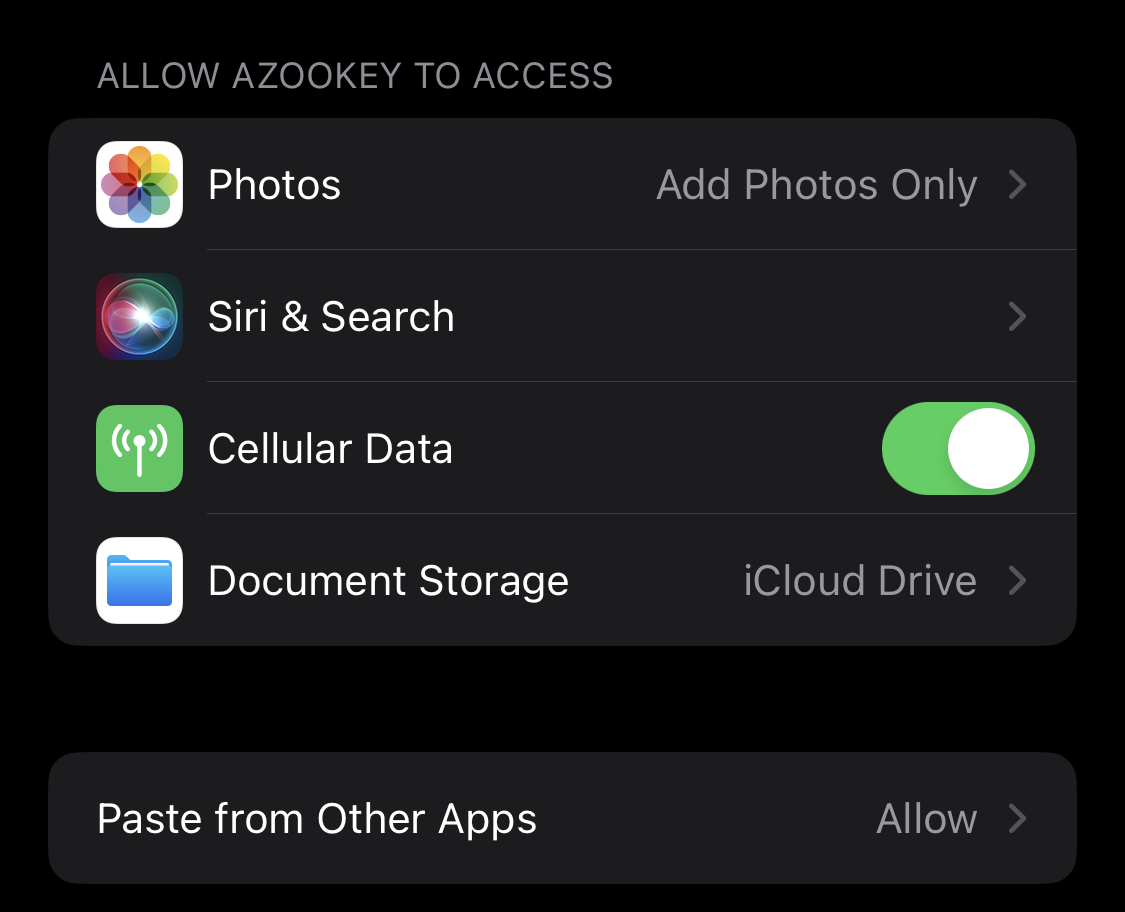 ALLOW AZOOKEY TO ACCESS
Photos Add Photos Only
Siri & Search
Cellular Data
Document Storage iCloud Drive
Paste from Other Apps Allow